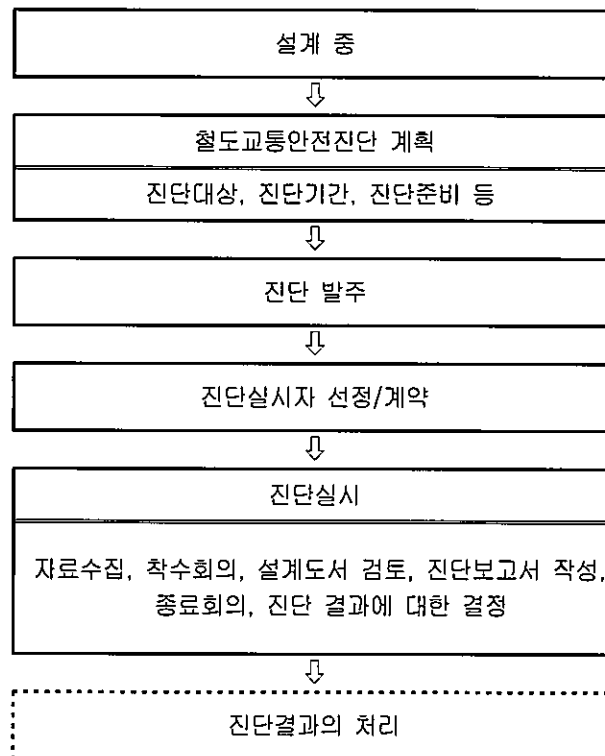 설계 중
철도교통안전진단 계획
진단대상, 진단기간, 진단준비 등
진단 발주
진단실시자 선정/계약
진단실시
자료수집, 착수회의, 설계도서 검토, 진단보고서 작성,
종료회의, 진단 결과에 대한 결정
진단결과의 처리